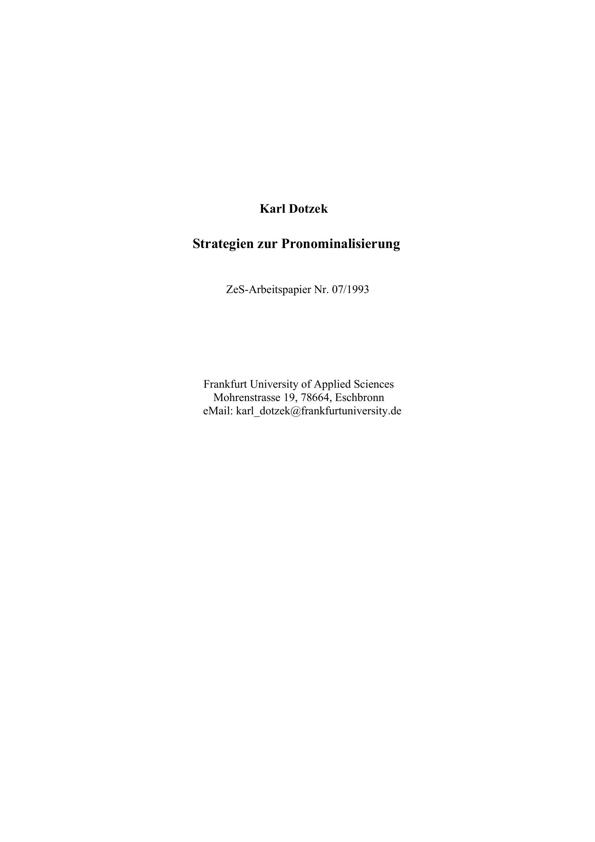 Karl Dotzek
Strategien zur Pronominalisierung
ZeS-Arbeitspapier Nr. 07/1993
Frankfurt University of Applied Sciences
Mohrenstrasse 19, 78664, Eschbronn
eMail: karl_dotzek@frankfurtuniversity.de